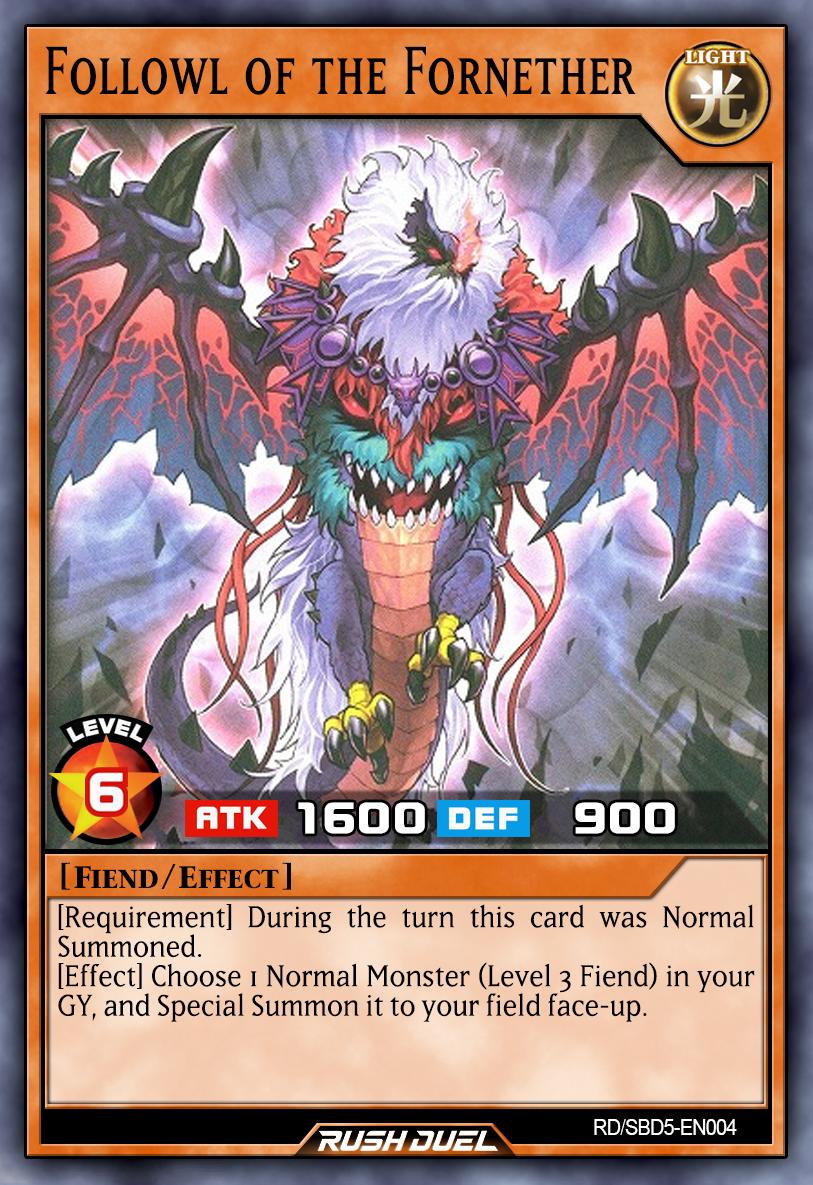 Followl of the Fornether
LIGHT
光
LEVEL
6
ATK 1600 DEF 900
[Fiend/Effect]
[Requirement] During the turn this card was Normal
Summoned.
[Effect] Choose 1 Normal Monster (Level 3 Fiend) in your
GY, and Special Summon it to your field face-up.
RD/SBD5-EN004
RUSH DUEL